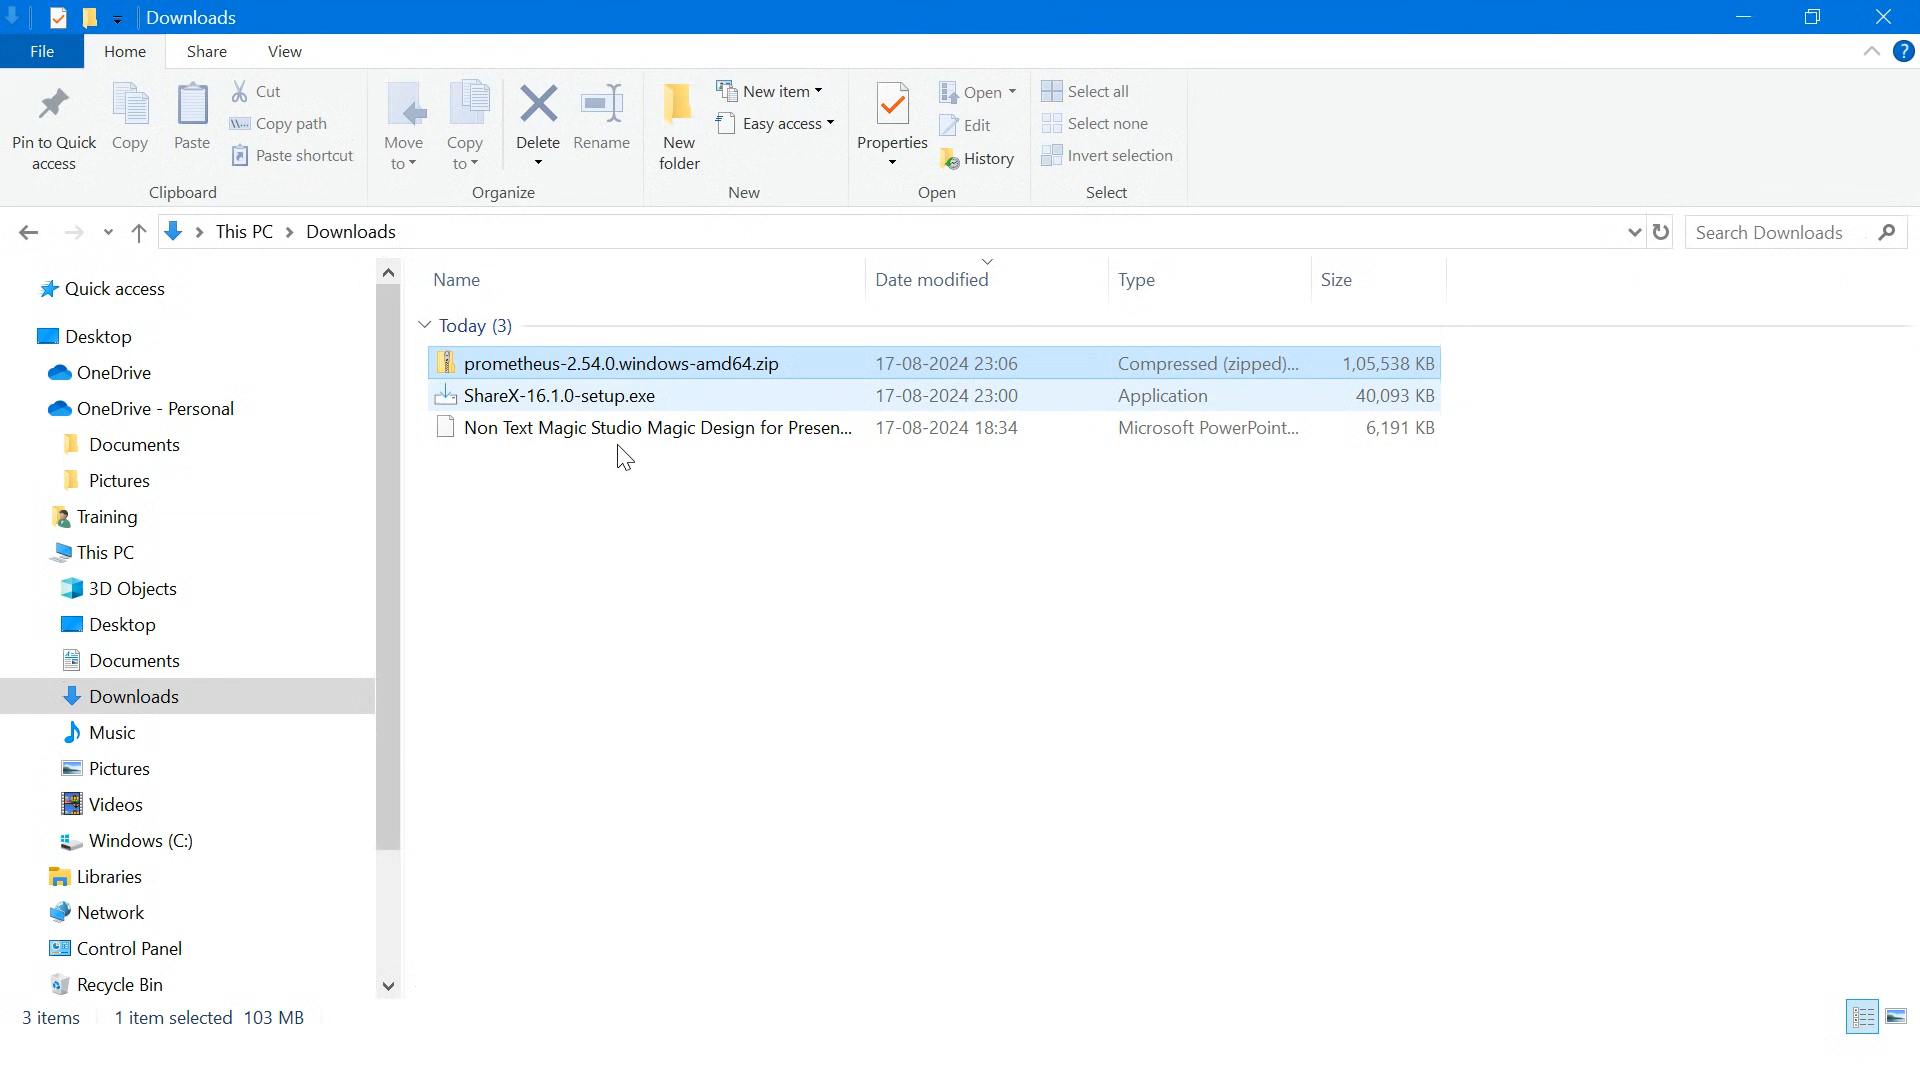 Downloads
File Home Share View
Pin to Quick access
Copy
Paste
Cut
Copy path
Paste shortcut
Clipboard
Move to
Copy to
Delete
Rename
Organize
New folder
New item
Easy access
New
Properties
Open
Edit
History
Open
Select all
Select none
Invert selection
Select
This PC > Downloads
Search Downloads
Quick access
Desktop
OneDrive
OneDrive - Personal
Documents
Pictures
Training
This PC
3D Objects
Desktop
Documents
Downloads
Music
Pictures
Videos
Windows (C:)
Libraries
Network
Control Panel
Recycle Bin
Name Date modified Type Size
Today (3)
prometheus-2.54.0.windows-amd64.zip 17-08-2024 23:06 Compressed (zipped)... 1,05,538 KB
ShareX-16.1.0-setup.exe 17-08-2024 23:00 Application 40,093 KB
Non Text Magic Studio Magic Design for Presen... 17-08-2024 18:34 Microsoft PowerPoint... 6,191 KB
3 items 1 item selected 103 MB